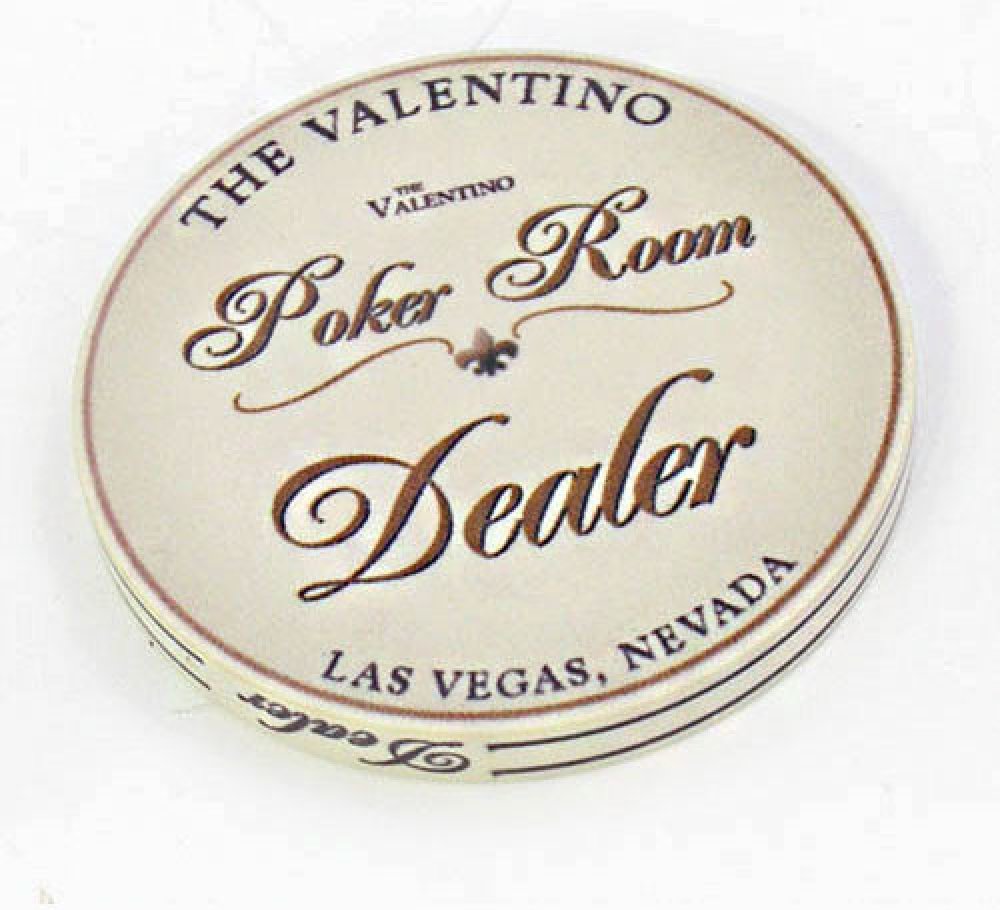 THE VALENTINO
THE
VALENTINO
Poker Room
Dealer
LAS VEGAS, NEVADA
Dealer